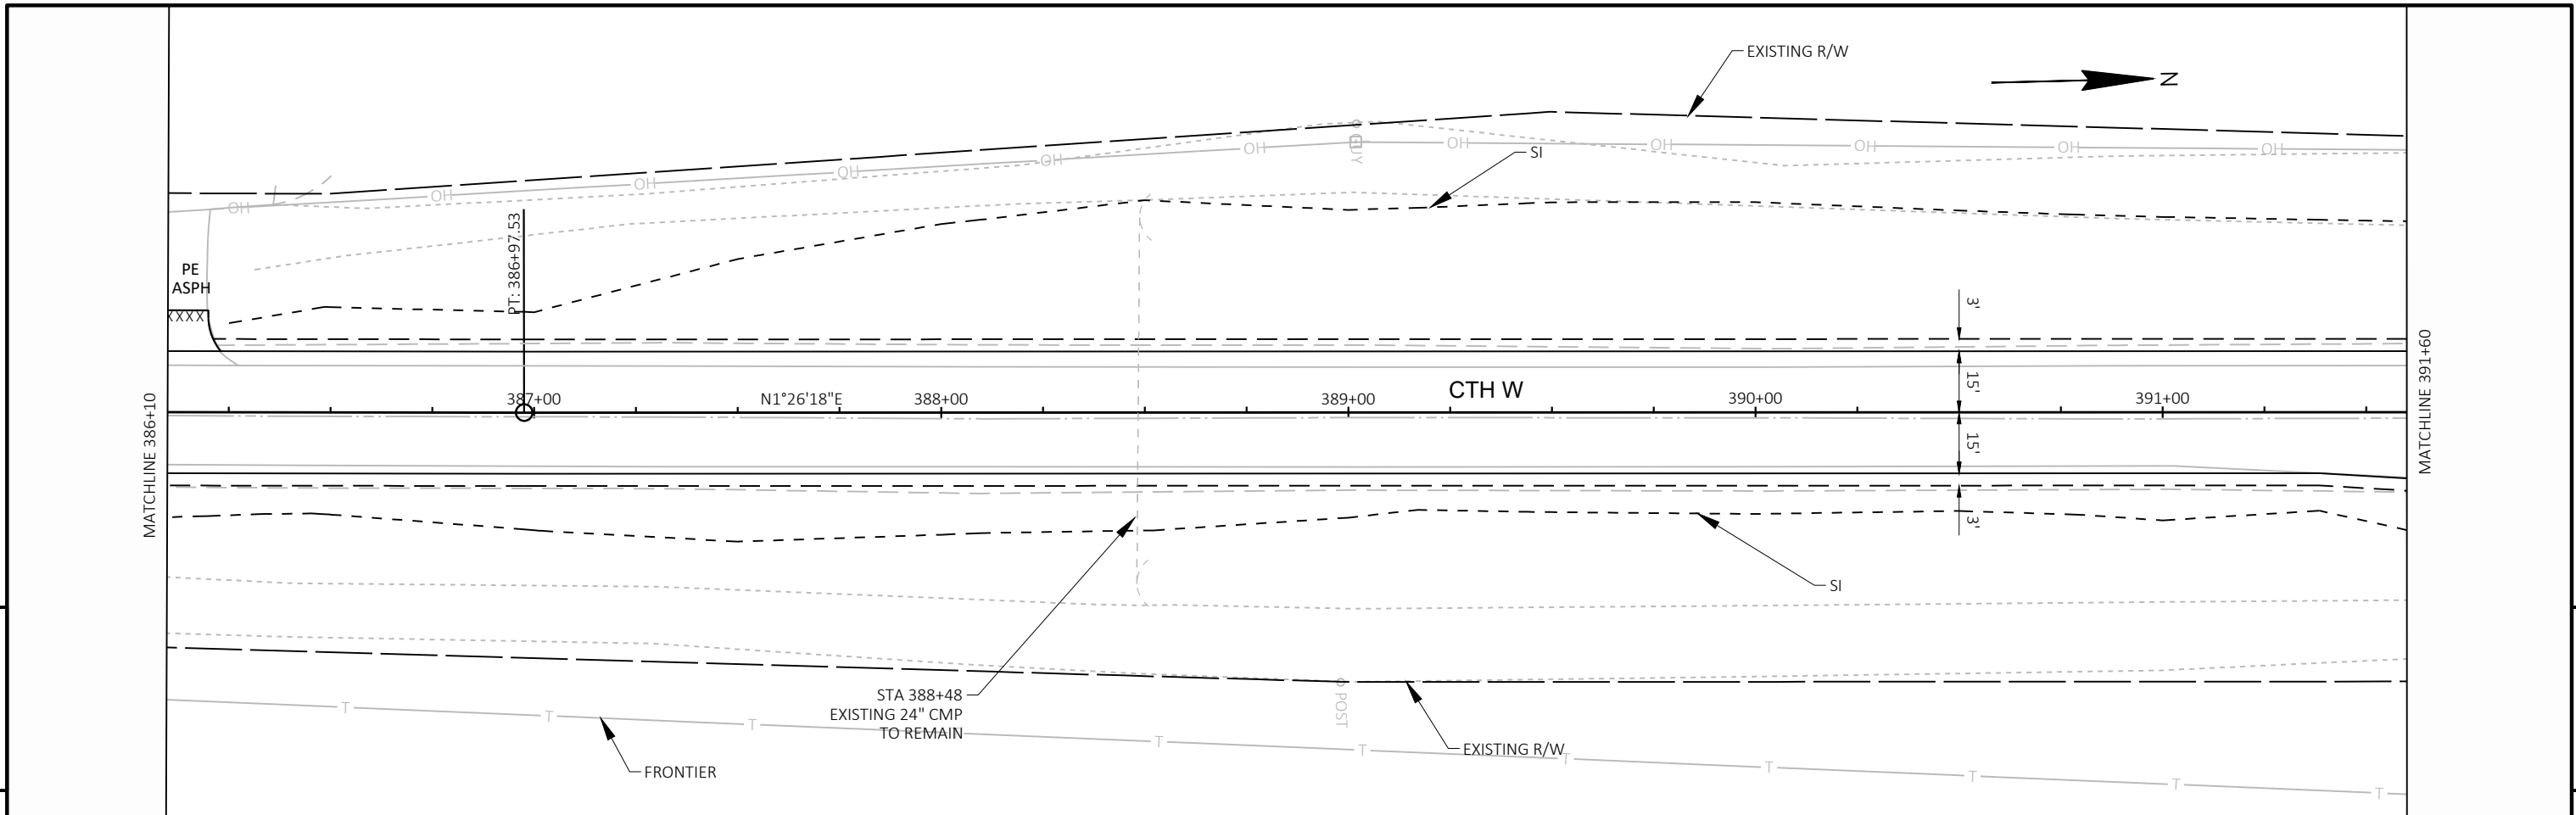 EXISTING R/W
N
OH OH OH OH OH OH OH OH OH OH OH
GUY
SI
PT: 386+97.53
PE
ASPH
XXXX
3'
MATCHLINE 386+10
387+00 N1°26'18"E 388+00 389+00 CTH W 390+00 391+00
15'
MATCHLINE 391+60
15'
3'
SI
STA 388+48
EXISTING 24" CMP
TO REMAIN
POST
EXISTING R/W
T T T T T T T T T T
FRONTIER